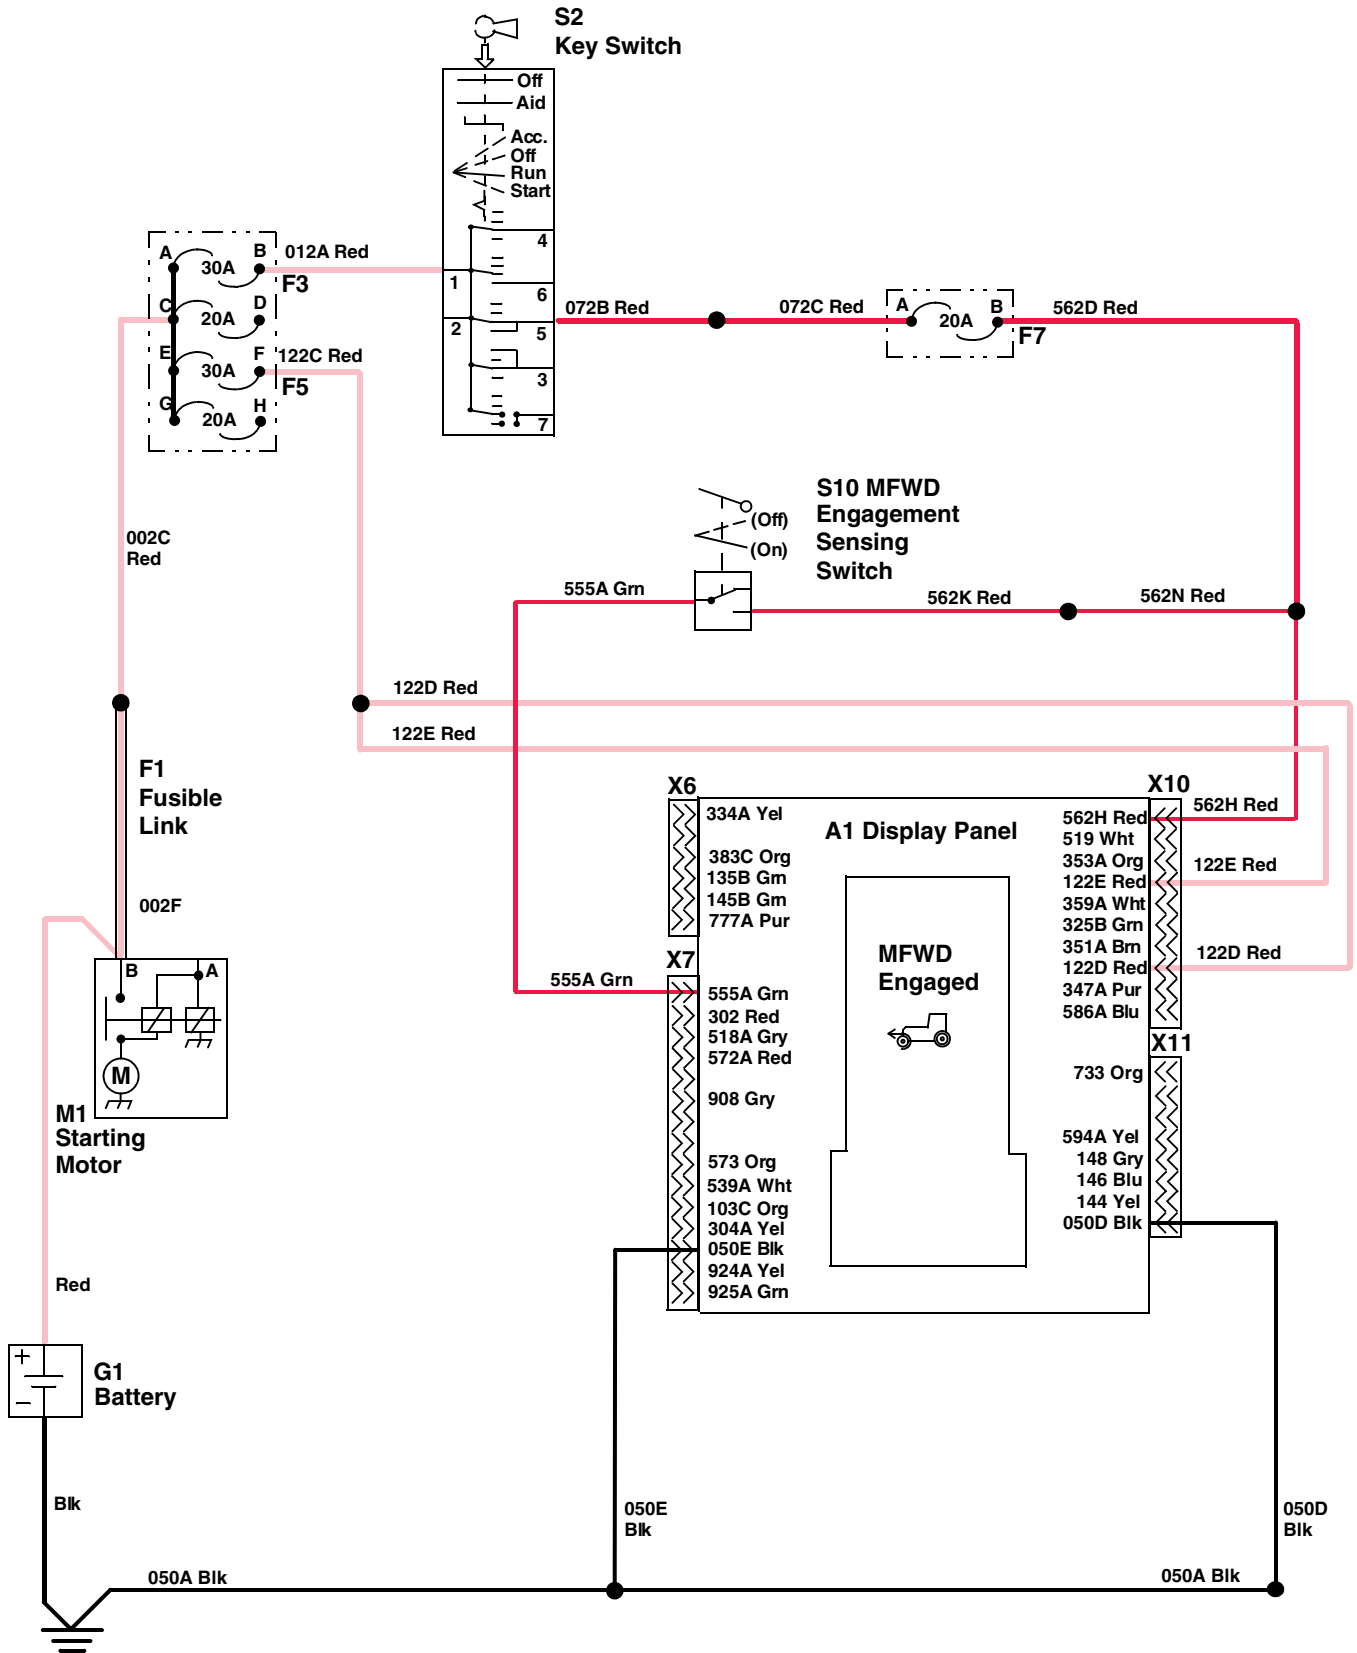 S2
Key Switch
Off
Aid
Acc.
Off
Run
Start
4
1
6
2
5
3
7
A
B
30A
012A Red
F3
C
D
20A
E
F
30A
122C Red
F5
G
H
20A
072B Red
072C Red
A
B
20A
562D Red
F7
002C
Red
S10 MFWD
Engagement
Sensing
Switch
(Off)
(On)
555A Grn
562K Red
562N Red
122D Red
122E Red
F1
Fusible
Link
002F
B
A
M
M1
Starting
Motor
Red
+
−
G1
Battery
Blk
050A Blk
X6
334A Yel
383C Org
135B Grn
145B Grn
777A Pur
X7
555A Grn
555A Grn
302 Red
518A Gry
572A Red
908 Gry
573 Org
539A Wht
103C Org
304A Yel
050E Blk
924A Yel
925A Grn
A1 Display Panel
MFWD
Engaged
X10
562H Red
562H Red
519 Wht
353A Org
122E Red
122E Red
359A Wht
325B Grn
351A Brn
122D Red
122D Red
347A Pur
586A Blu
X11
733 Org
594A Yel
148 Gry
146 Blu
144 Yel
050D Blk
050E
Blk
050D
Blk
050A Blk